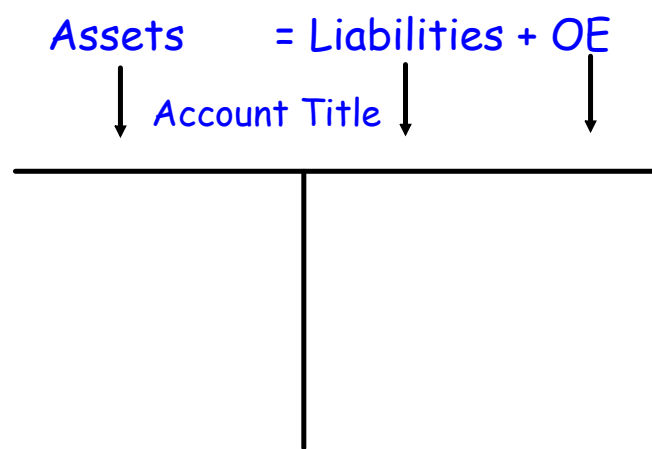 Assets = Liabilities + OE
Account Title